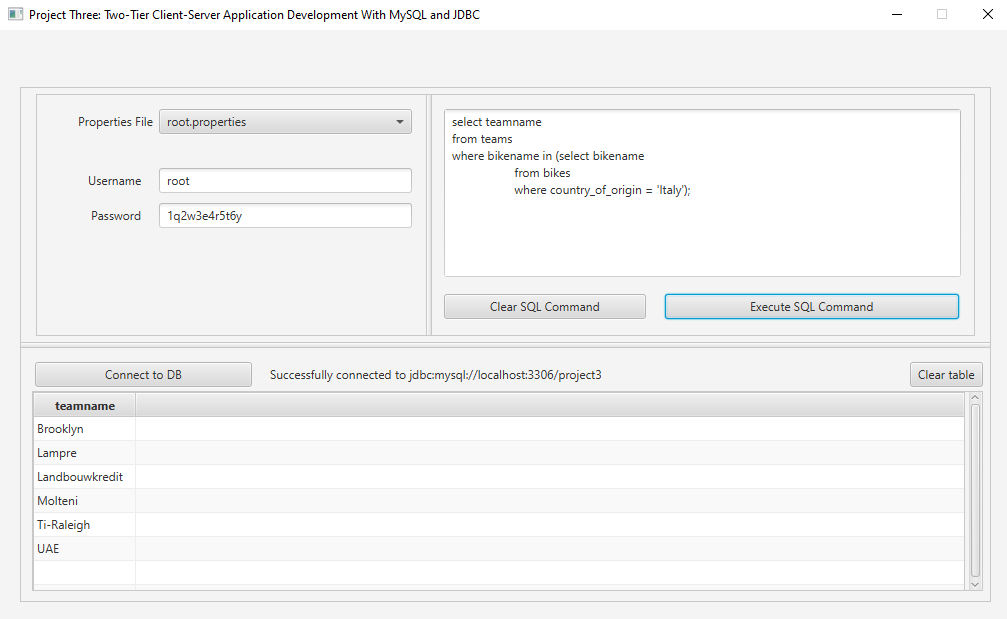 Project Three: Two-Tier Client-Server Application Development With MySQL and JDBC
Properties File root.properties
Username root
Password 1q2w3e4r5t6y
select teamname
from teams
where bikename in (select bikename
from bikes
where country_of_origin = 'Italy');
Clear SQL Command Execute SQL Command
Connect to DB Successfully connected to jdbc:mysql://localhost:3306/project3 Clear table
teamname
Brooklyn
Lampre
Landbouwkredit
Molteni
Ti-Raleigh
UAE